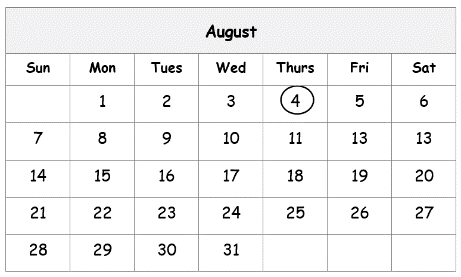 August
Sun Mon Tues Wed Thurs Fri Sat
1 2 3 4 5 6
7 8 9 10 11 13 13
14 15 16 17 18 19 20
21 22 23 24 25 26 27
28 29 30 31